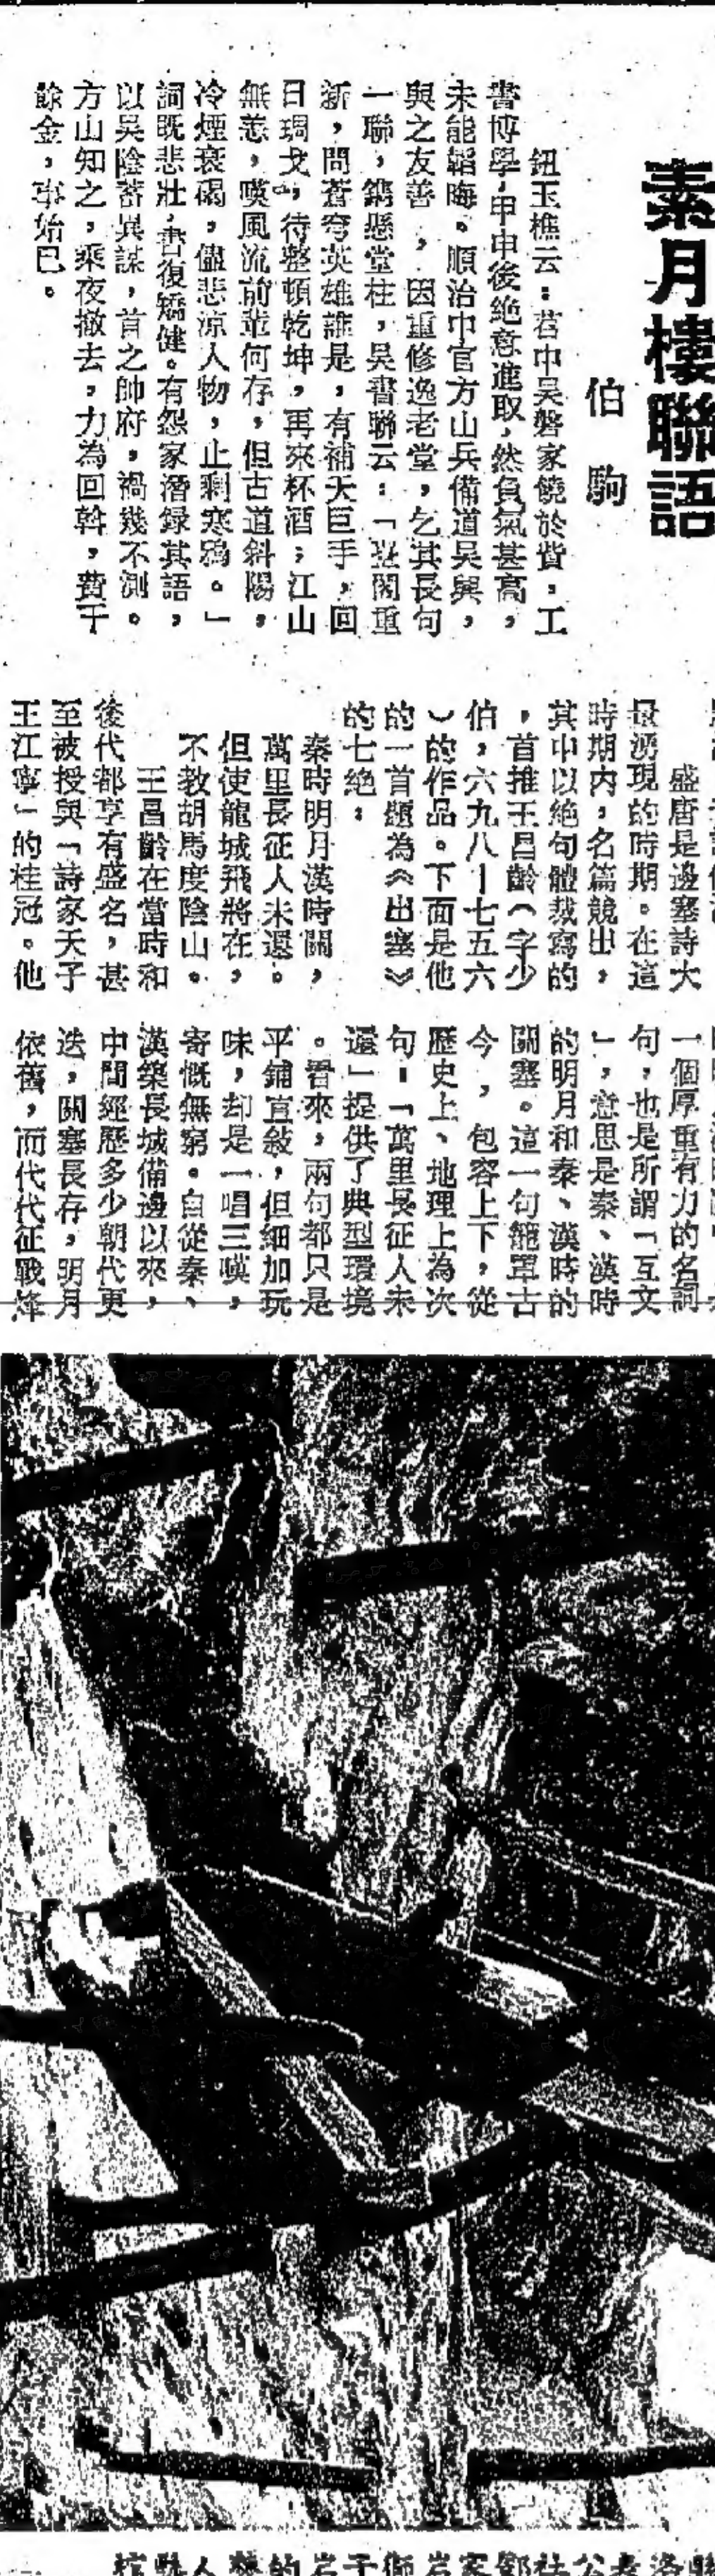 素月樓聯語
伯駒
鈕玉樵云：苕中吳磐家饒於貲，工
書博學，甲申後絶意進取，然負氣甚高，
未能韜晦。順治中官方山兵備道吳興，
與之友善，因重修逸老堂，乞其長句
一聯，鐫懸堂柱，吳書聯云：「飛閣重
新，問蒼穹英雄誰是，有補天巨手，回
日琱戈，待整頓乾坤，再來杯酒；江山
無恙，嘆風流前輩何存，但古道斜陽，
冷煙衰碣，儘悲涼人物，止剩寒鴉。」
詞既悲壯，書復矯健。有怨家潛録其語，
以吳陰蓄異謀，首之帥府，禍幾不測。
方山知之，乘夜撤去，力為回斡，費千
餘金，事始已。
盛唐是邊塞詩大
量湧現的時期。在這
時期内，名篇競出，
其中以絶句體裁寫的
，首推王昌齡（字少
伯，六九八—七五六
）的作品。下面是他
的一首題為《出塞》
的七絶：
秦時明月漢時關，
萬里長征人未還。
但使龍城飛將在，
不教胡馬度陰山。
王昌齡在當時和
後代都享有盛名，甚
至被授與「詩家天子
王江寧」的桂冠。他
一個厚重有力的名詞
句，也是所謂「互文
」，意思是秦、漢時
的明月和秦、漢時的
關塞。這一句籠罩古
今，包容上下，從
歷史上、地理上為次
句：「萬里長征人未
還」提供了典型環境
。看來，兩句都只是
平鋪直敍，但細加玩
味，却是一唱三嘆，
寄慨無窮。自從秦、
漢築長城備邊以來，
中間經歷多少朝代更
迭，關塞長存，明月
依舊，而代代征戰烽